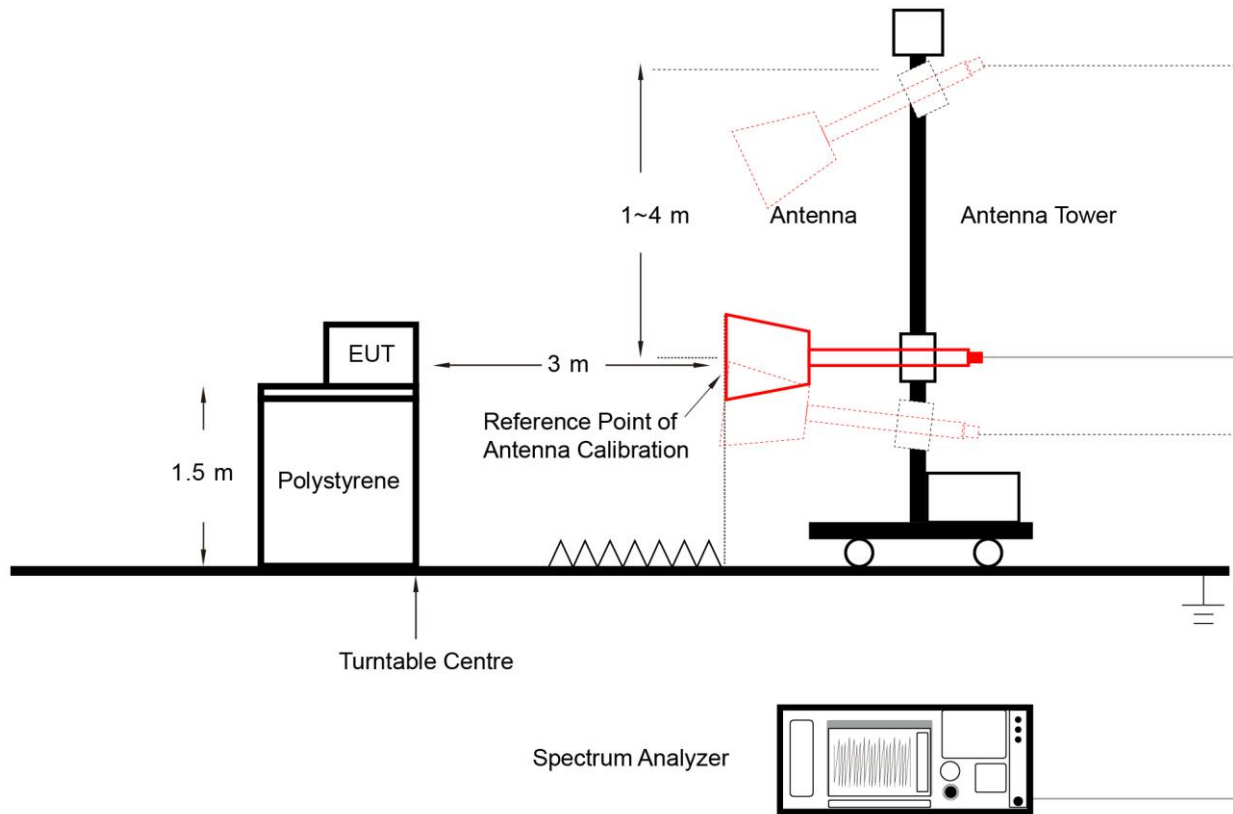 1~4 m
Antenna
Antenna Tower
EUT
3 m
Reference Point of
Antenna Calibration
1.5 m
Polystyrene
Turntable Centre
Spectrum Analyzer